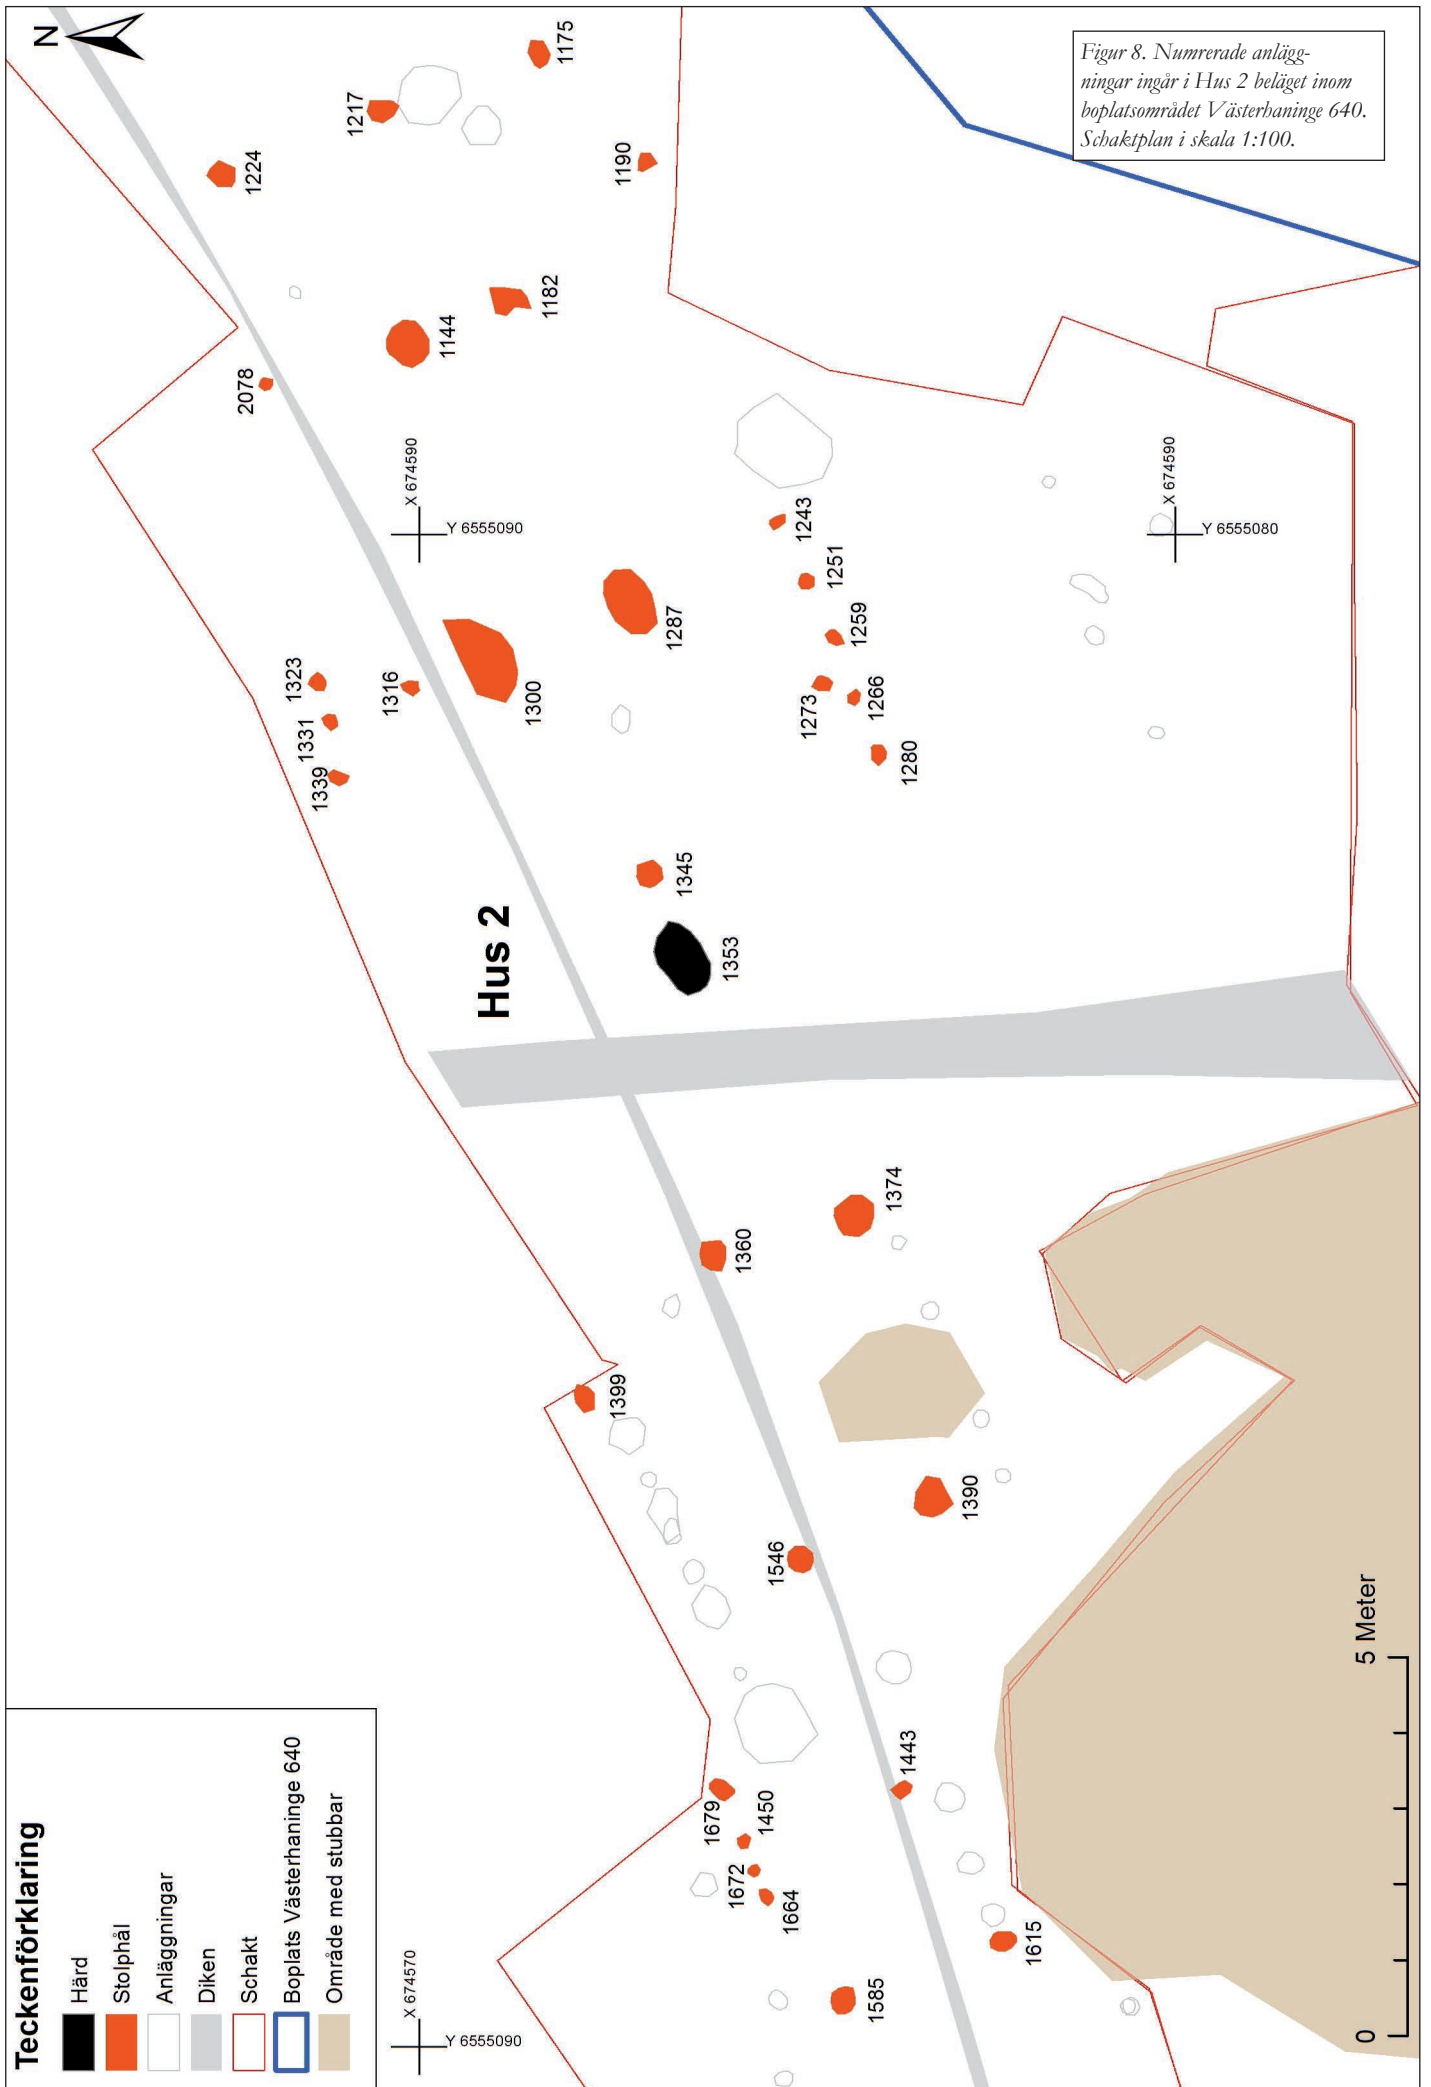 Figur 8. Numrerade anlägg-
ningar ingår i Hus 2 beläget inom
boplatsområdet Västerhaninge 640.
Schaktplan i skala 1:100.
N
Teckenförklaring
Härd
Stolphål
Anläggningar
Diken
Schakt
Boplats Västerhaninge 640
Område med stubbar
Hus 2
1175
1217
1224
1190
1182
1144
2078
X 674590
Y 6555090
1243
1251
1259
1273
1266
1280
1287
1300
1316
1323
1331
1339
1345
1353
X 674590
Y 6555080
1374
1360
1399
1390
1546
1443
1679
1450
1672
1664
1615
1585
X 674570
Y 6555090
0
5 Meter